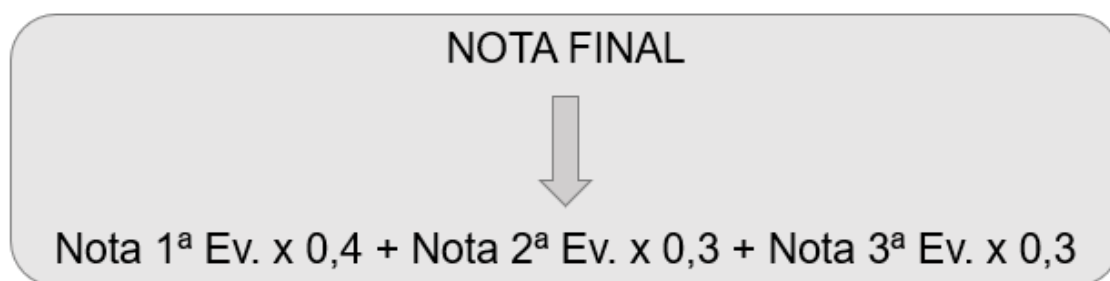 NOTA FINAL
Nota 1ª Ev. x 0,4 + Nota 2ª Ev. x 0,3 + Nota 3ª Ev. x 0,3